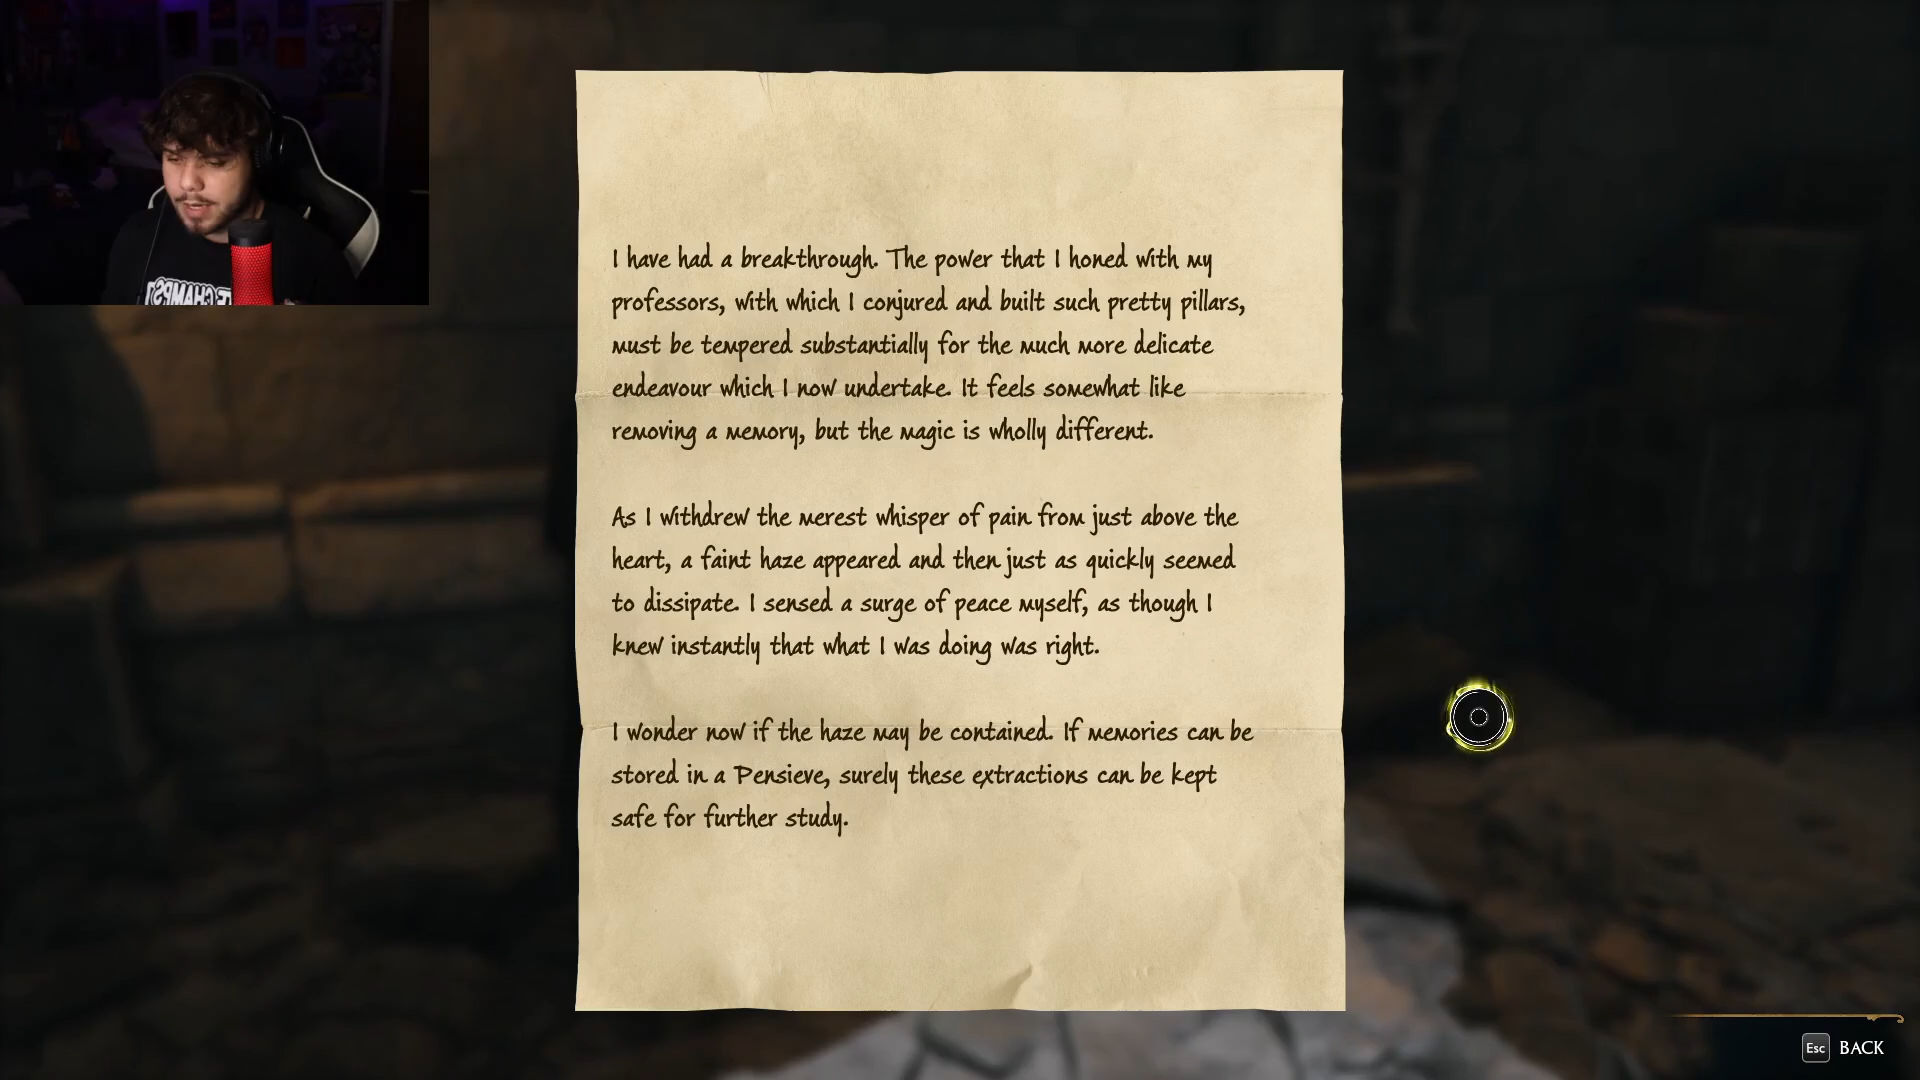 I have had a breakthrough. The power that I honed with my
professors, with which I conjured and built such pretty pillars,
must be tempered substantially for the much more delicate
endeavour which I now undertake. It feels somewhat like
removing a memory, but the magic is wholly different.
As I withdrew the merest whisper of pain from just above the
heart, a faint haze appeared and then just as quickly seemed
to dissipate. I sensed a surge of peace myself, as though I
knew instantly that what I was doing was right.
I wonder now if the haze may be contained. If memories can be
stored in a Pensieve, surely these extractions can be kept
safe for further study.
Esc BACK